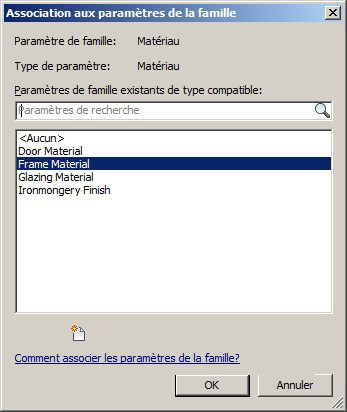 Association aux paramètres de la famille
Paramètre de famille: Matériau
Type de paramètre: Matériau
Paramètres de famille existants de type compatible:
Paramètres de recherche
<Aucun>
Door Material
Frame Material
Glazing Material
Ironmongery Finish
Comment associer les paramètres de la famille?
OK Annuler